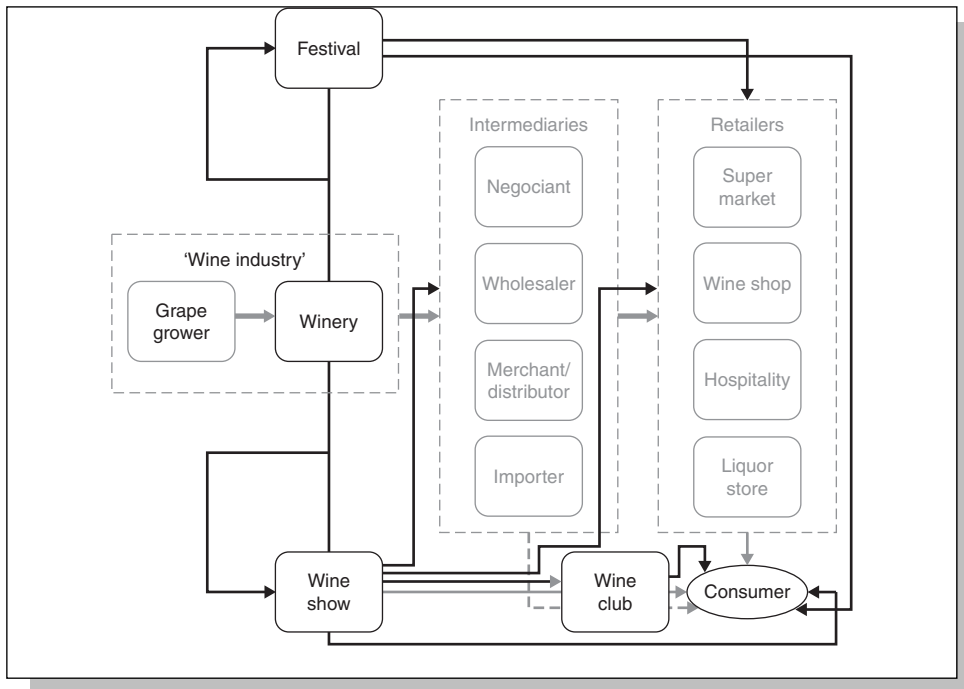 Festival
Intermediaries
Retailers
Negociant
Super
market
'Wine industry'
Grape
grower
Winery
Wholesaler
Wine shop
Merchant/
distributor
Hospitality
Importer
Liquor
store
Wine
show
Wine
club
Consumer